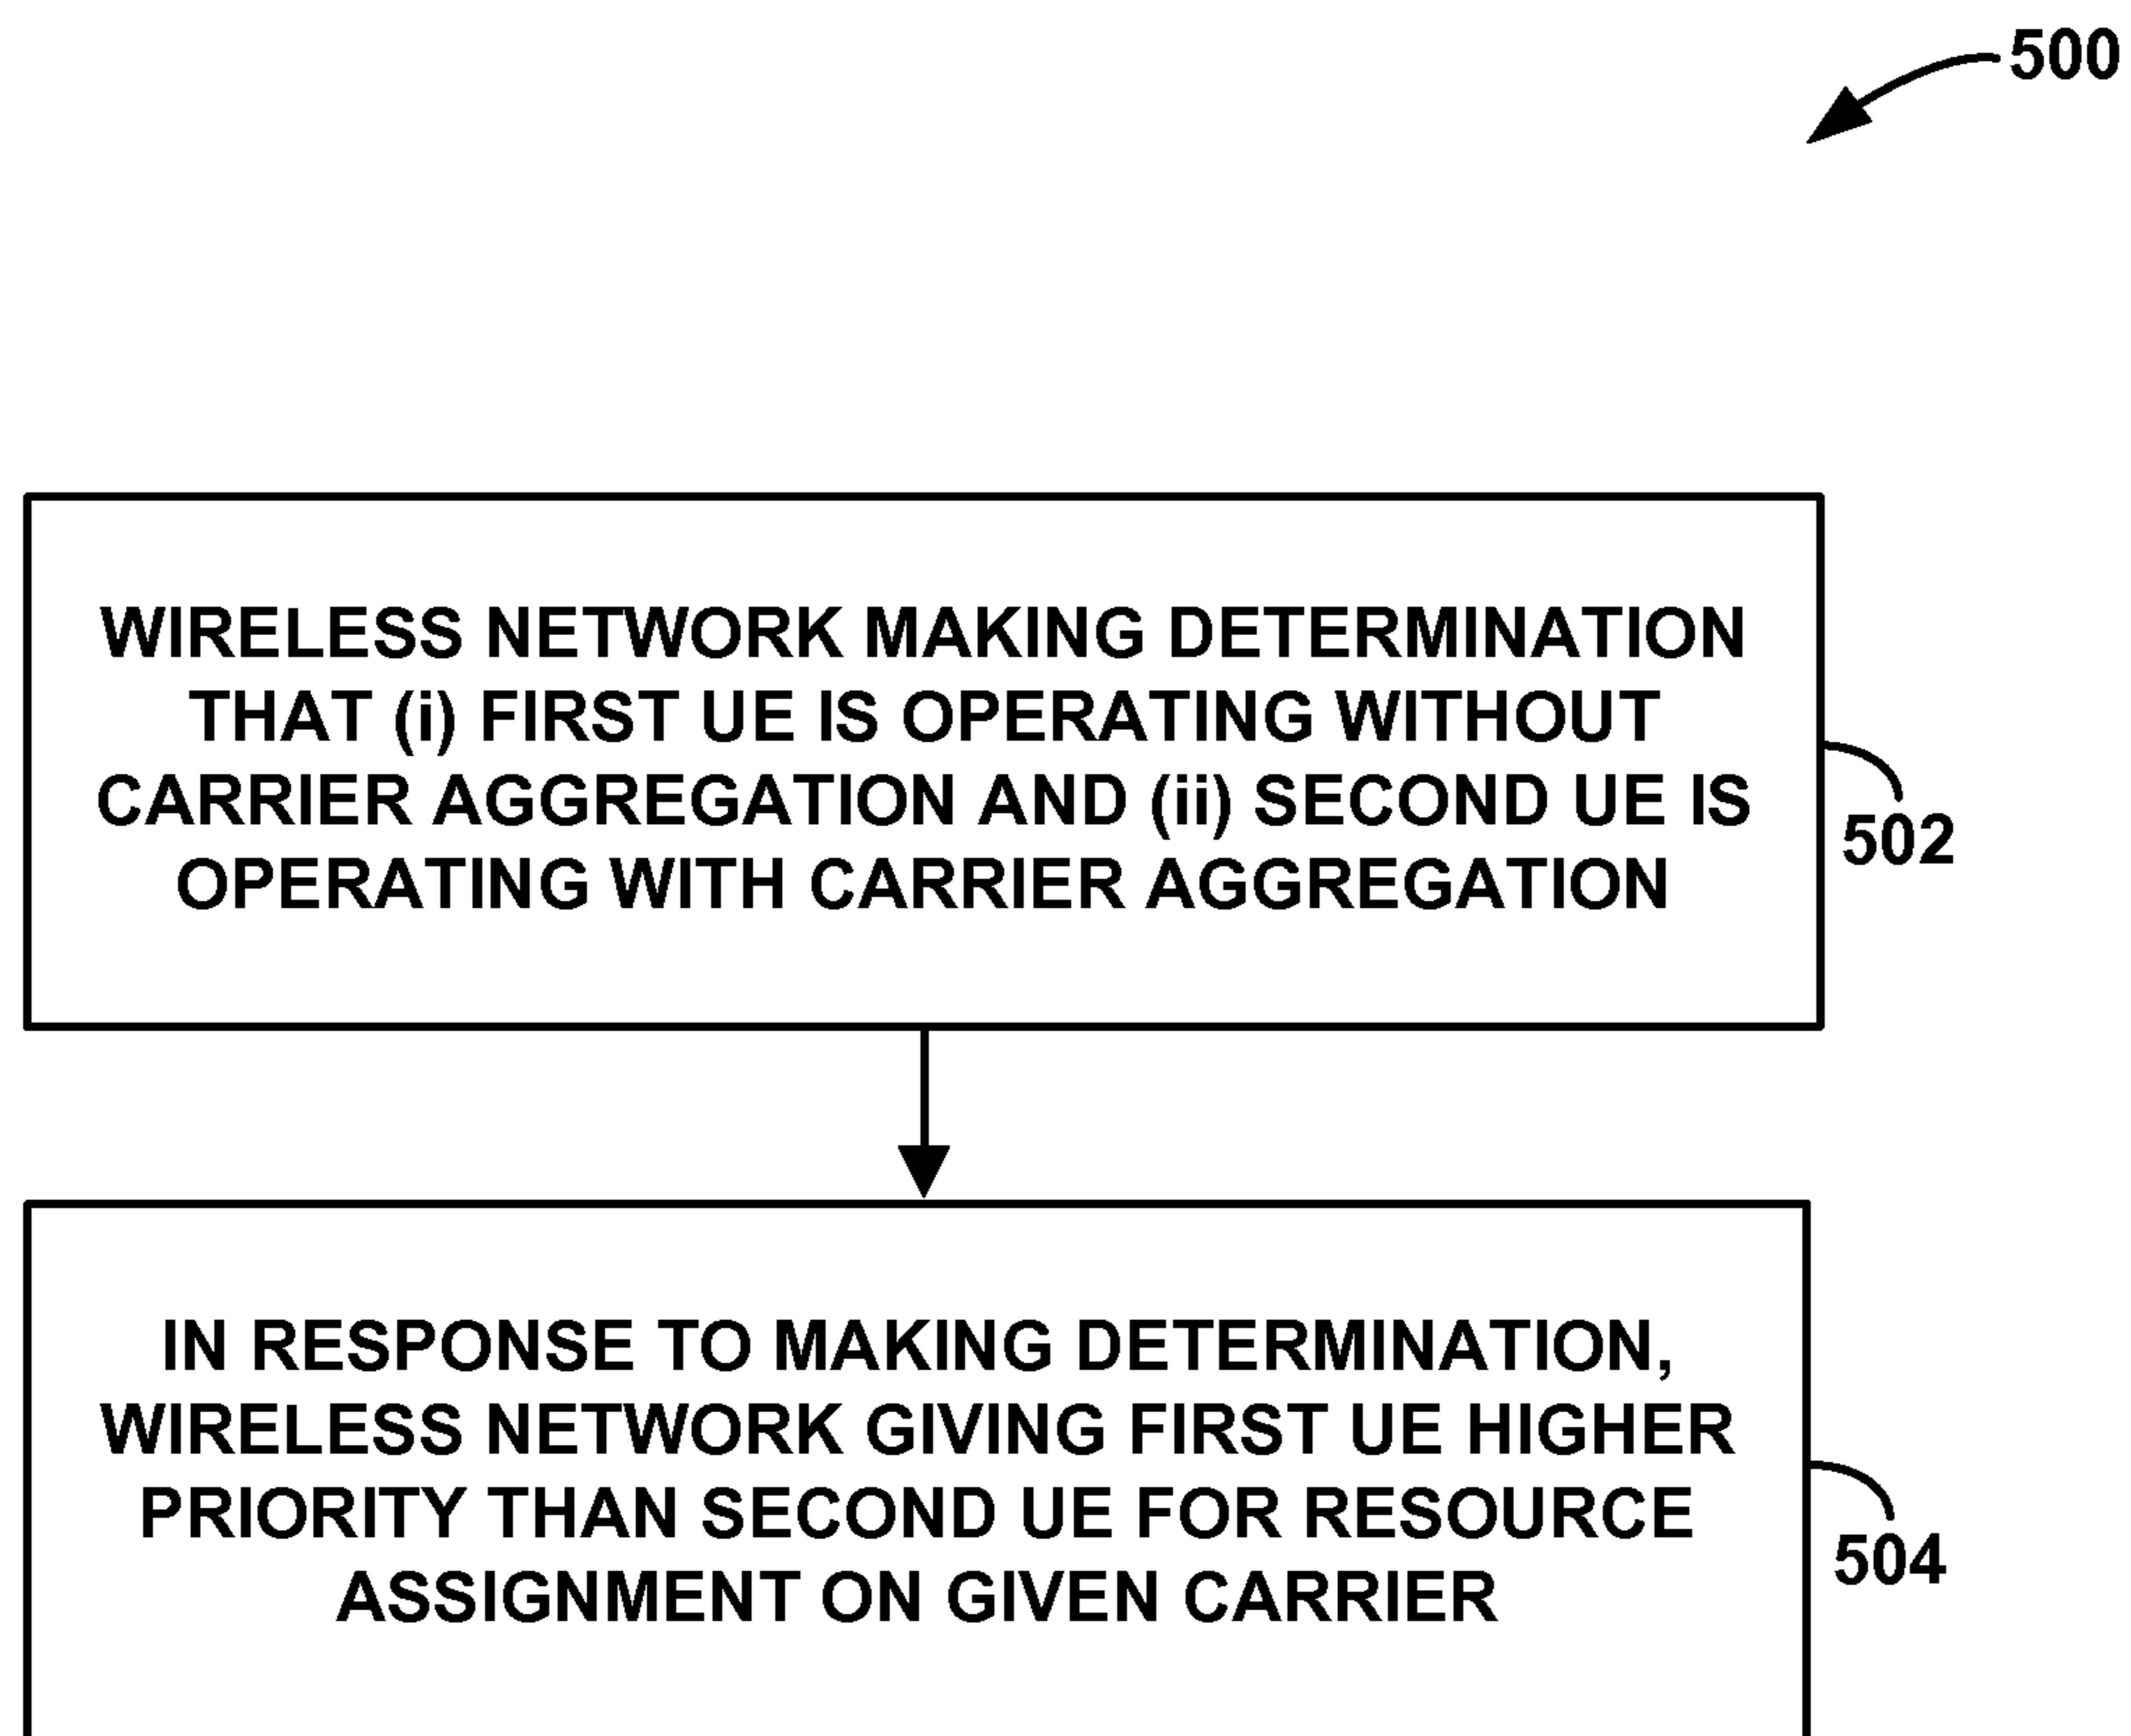 500
WIRELESS NETWORK MAKING DETERMINATION
THAT (i) FIRST UE IS OPERATING WITHOUT
CARRIER AGGREGATION AND (ii) SECOND UE IS
OPERATING WITH CARRIER AGGREGATION
502
IN RESPONSE TO MAKING DETERMINATION,
WIRELESS NETWORK GIVING FIRST UE HIGHER
PRIORITY THAN SECOND UE FOR RESOURCE
ASSIGNMENT ON GIVEN CARRIER
504